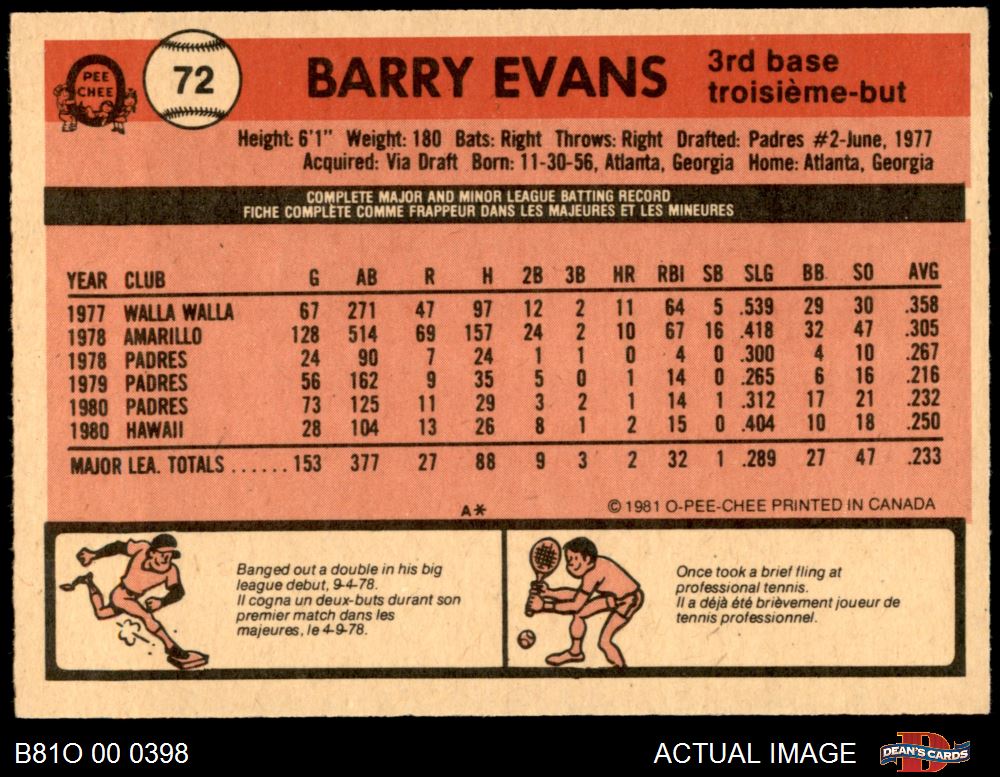 PEE
CHEE
72
BARRY EVANS
3rd base
troisième-but
Height: 6'1" Weight: 180 Bats: Right Throws: Right Drafted: Padres #2-June, 1977
Acquired: Via Draft Born: 11-30-56, Atlanta, Georgia Home: Atlanta, Georgia
COMPLETE MAJOR AND MINOR LEAGUE BATTING RECORD
FICHE COMPLÈTE COMME FRAPPEUR DANS LES MAJEURES ET LES MINEURES
YEAR CLUB G AB R H 2B 3B HR RBI SB SLG BB SO AVG
1977 WALLA WALLA 67 271 47 97 12 2 11 64 5 .539 29 30 .358
1978 AMARILLO 128 514 69 157 24 2 10 67 16 .418 32 47 .305
1978 PADRES 24 90 7 24 1 1 0 4 0 .300 4 10 .267
1979 PADRES 56 162 9 35 5 0 1 14 0 .265 6 16 .216
1980 PADRES 73 125 11 29 3 2 1 14 1 .312 17 21 .232
1980 HAWAII 28 104 13 26 8 1 2 15 0 .404 10 18 .250
MAJOR LEA. TOTALS ...... 153 377 27 88 9 3 2 32 1 .289 27 47 .233
A* © 1981 O-PEE-CHEE PRINTED IN CANADA
Banged out a double in his big
league debut, 9-4-78.
Il cogna un deux-buts durant son
premier match dans les
majeures, le 4-9-78.
Once took a brief fling at
professional tennis.
Il a déjà été brièvement joueur de
tennis professionnel.
B81O 00 0398
ACTUAL IMAGE
DEAN'S CARDS